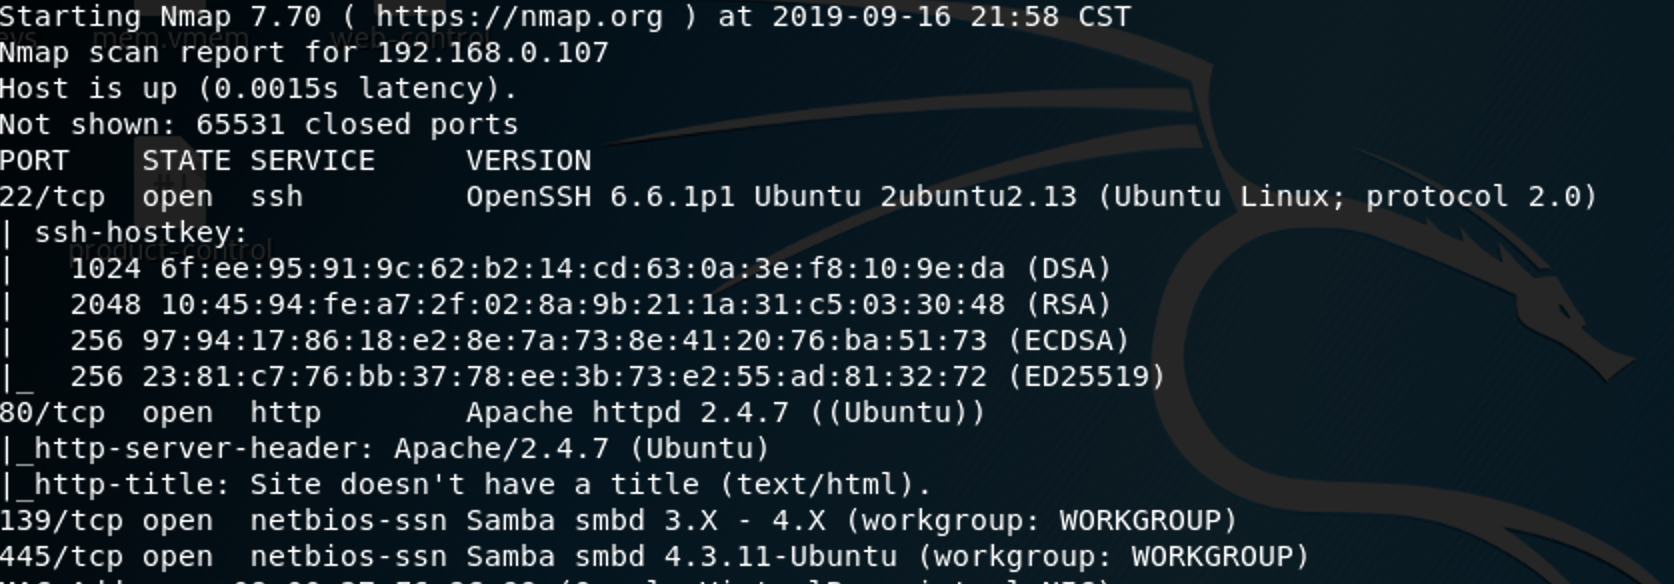 Starting Nmap 7.70 ( https://nmap.org ) at 2019-09-16 21:58 CST
mem.vmem web-control
Nmap scan report for 192.168.0.107
Host is up (0.0015s latency).
Not shown: 65531 closed ports
PORT    STATE SERVICE     VERSION
22/tcp  open  ssh         OpenSSH 6.6.1p1 Ubuntu 2ubuntu2.13 (Ubuntu Linux; protocol 2.0)
| ssh-hostkey:
product-control
|   1024 6f:ee:95:91:9c:62:b2:14:cd:63:0a:3e:f8:10:9e:da (DSA)
|   2048 10:45:94:fe:a7:2f:02:8a:9b:21:1a:31:c5:03:30:48 (RSA)
|   256 97:94:17:86:18:e2:8e:7a:73:8e:41:20:76:ba:51:73 (ECDSA)
|_  256 23:81:c7:76:bb:37:78:ee:3b:73:e2:55:ad:81:32:72 (ED25519)
80/tcp  open  http        Apache httpd 2.4.7 ((Ubuntu))
|_http-server-header: Apache/2.4.7 (Ubuntu)
|_http-title: Site doesn't have a title (text/html).
139/tcp open  netbios-ssn Samba smbd 3.X - 4.X (workgroup: WORKGROUP)
445/tcp open  netbios-ssn Samba smbd 4.3.11-Ubuntu (workgroup: WORKGROUP)